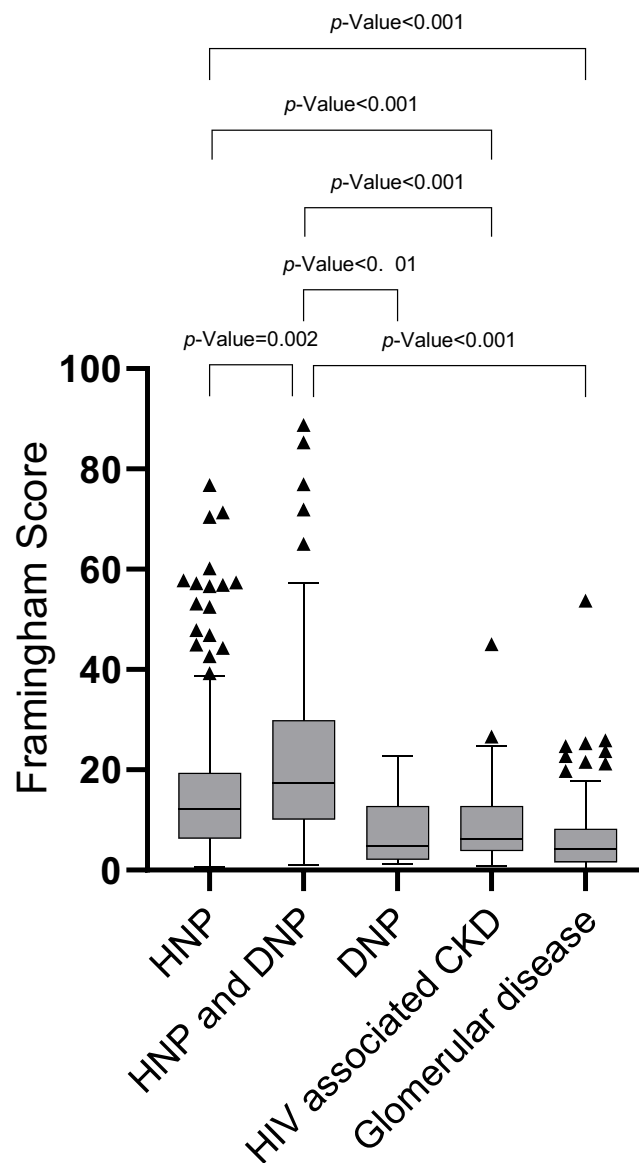 p-Value<0.001
p-Value<0.001
p-Value<0.001
p-Value<0. 01
p-Value=0.002
p-Value<0.001
100
80
60
40
20
0
Framingham Score
HNP
HNP and DNP
DNP
HIV associated CKD
Glomerular disease